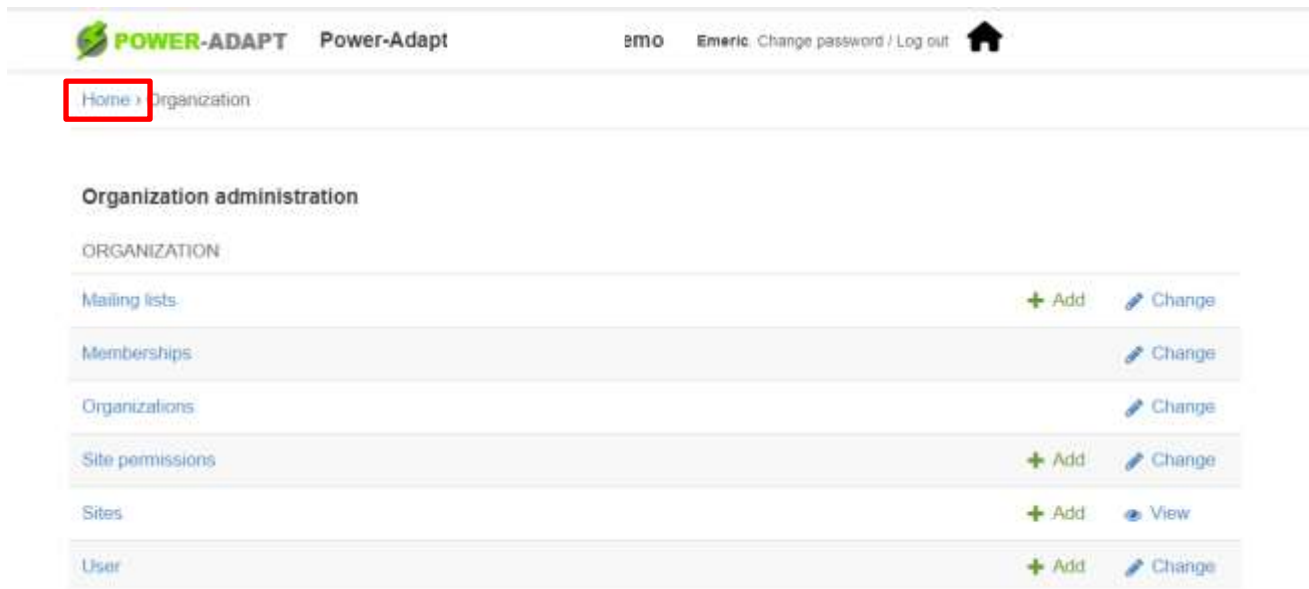 POWER-ADAPT Power-Adapt emo Emeric. Change password / Log out
Home › Organization
Organization administration
ORGANIZATION
Mailing lists + Add Change
Memberships Change
Organizations Change
Site permissions + Add Change
Sites + Add View
User + Add Change